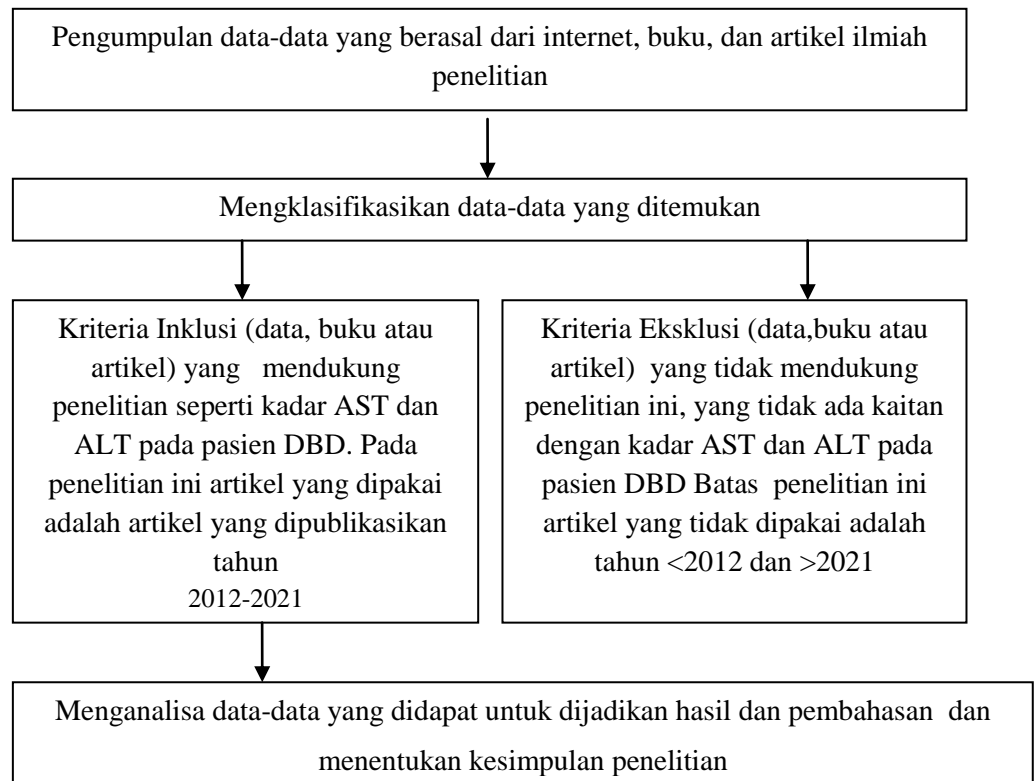 Pengumpulan data-data yang berasal dari internet, buku, dan artikel ilmiah
penelitian
Mengklasifikasikan data-data yang ditemukan
Kriteria Inklusi (data, buku atau
artikel) yang mendukung
penelitian seperti kadar AST dan
ALT pada pasien DBD. Pada
penelitian ini artikel yang dipakai
adalah artikel yang dipublikasikan
tahun
2012-2021
Kriteria Eksklusi (data,buku atau
artikel) yang tidak mendukung
penelitian ini, yang tidak ada kaitan
dengan kadar AST dan ALT pada
pasien DBD Batas penelitian ini
artikel yang tidak dipakai adalah
tahun <2012 dan >2021
Menganalisa data-data yang didapat untuk dijadikan hasil dan pembahasan dan
menentukan kesimpulan penelitian